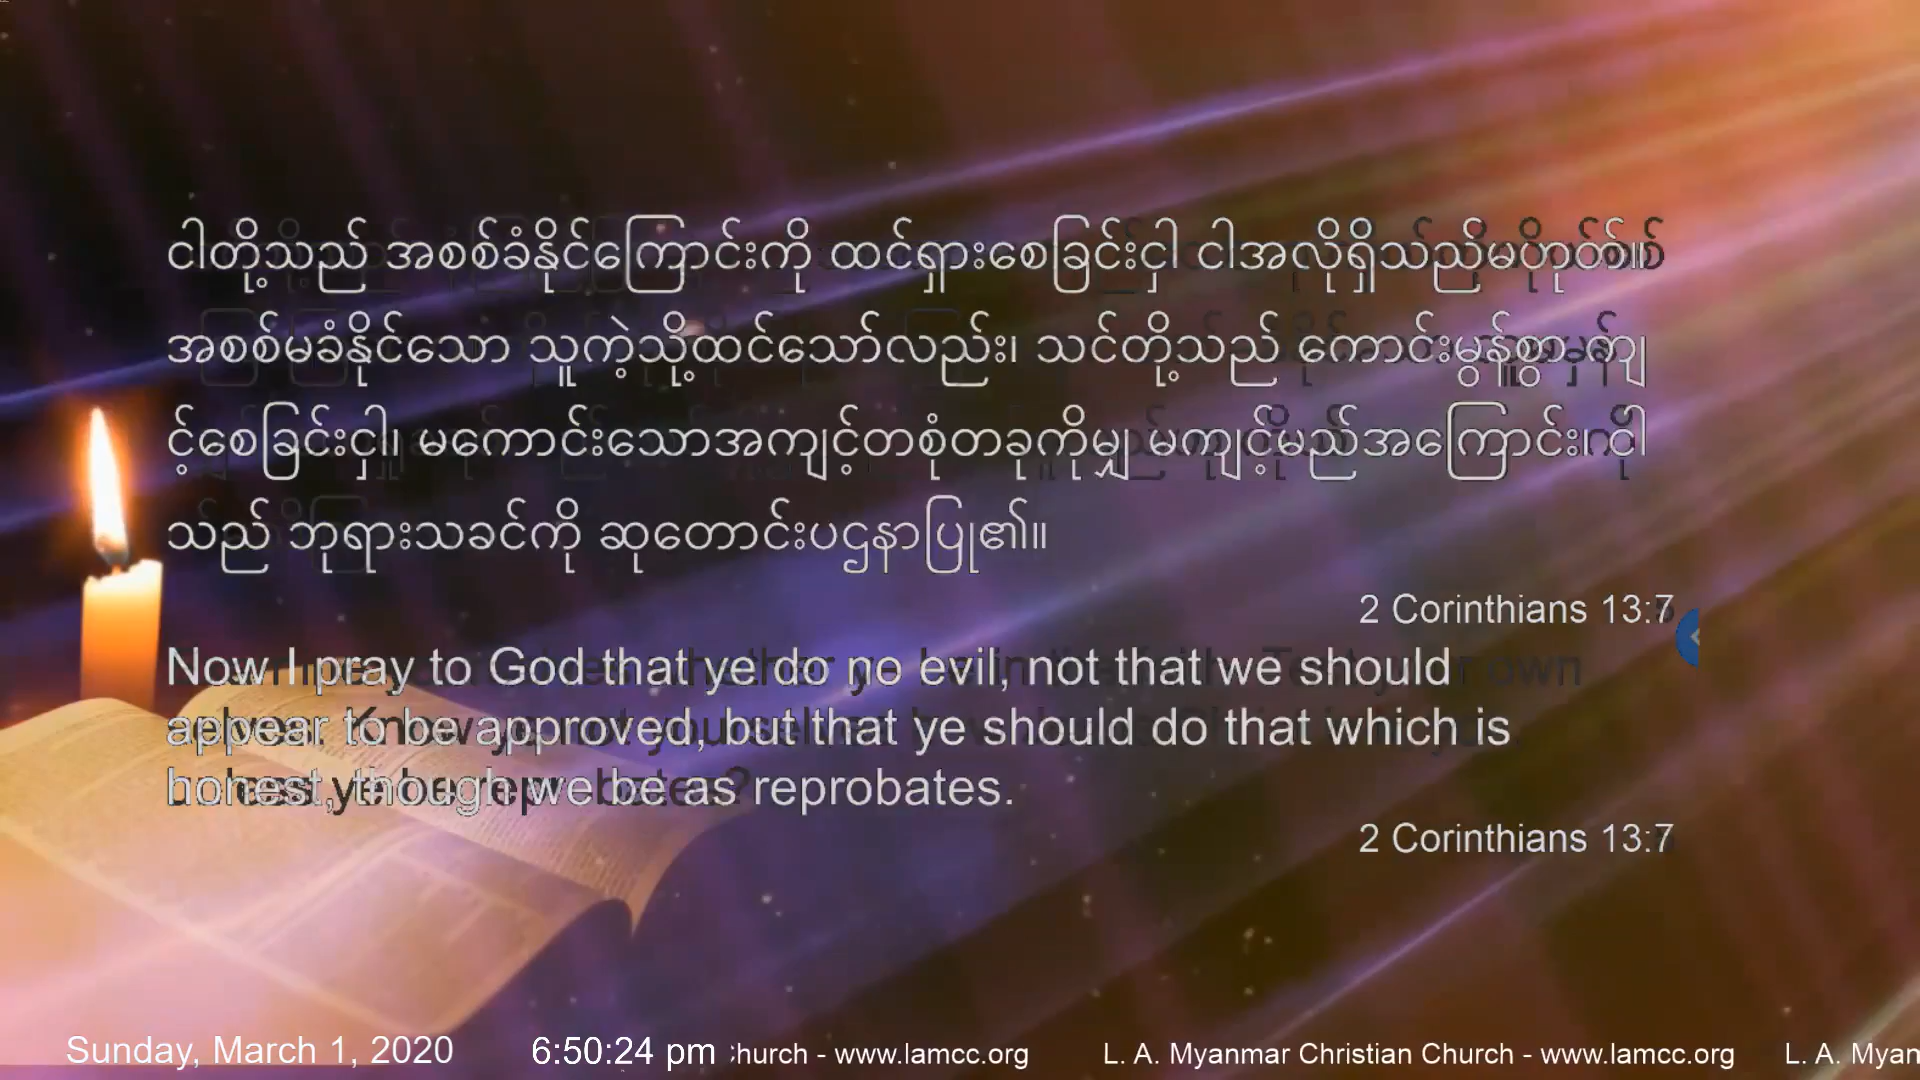 ငါတို့သည် အစစ်ခံနိုင်ကြောင်းကို ထင်ရှားစေခြင်းငှါ ငါအလိုရှိသည်မဟုတ်။
အစစ်မခံနိုင်သော သူကဲ့သို့ထင်သော်လည်း၊ သင်တို့သည် ကောင်းမွန်စွာ ကျ
င့်စေခြင်းငှါ၊ မကောင်းသောအကျင့်တစုံတခုကိုမျှ မကျင့်မည်အကြောင်း၊ ငါ
သည် ဘုရားသခင်ကို ဆုတောင်းပဌနာပြု၏။
2 Corinthians 13:7
Now I pray to God that ye do no evil, not that we should
appear to be approved, but that ye should do that which is
honest, though we be as reprobates.
2 Corinthians 13:7
Sunday, March 1, 2020 6:50:24 pm hurch - www.lamcc.org L. A. Myanmar Christian Church - www.lamcc.org L. A. Myan